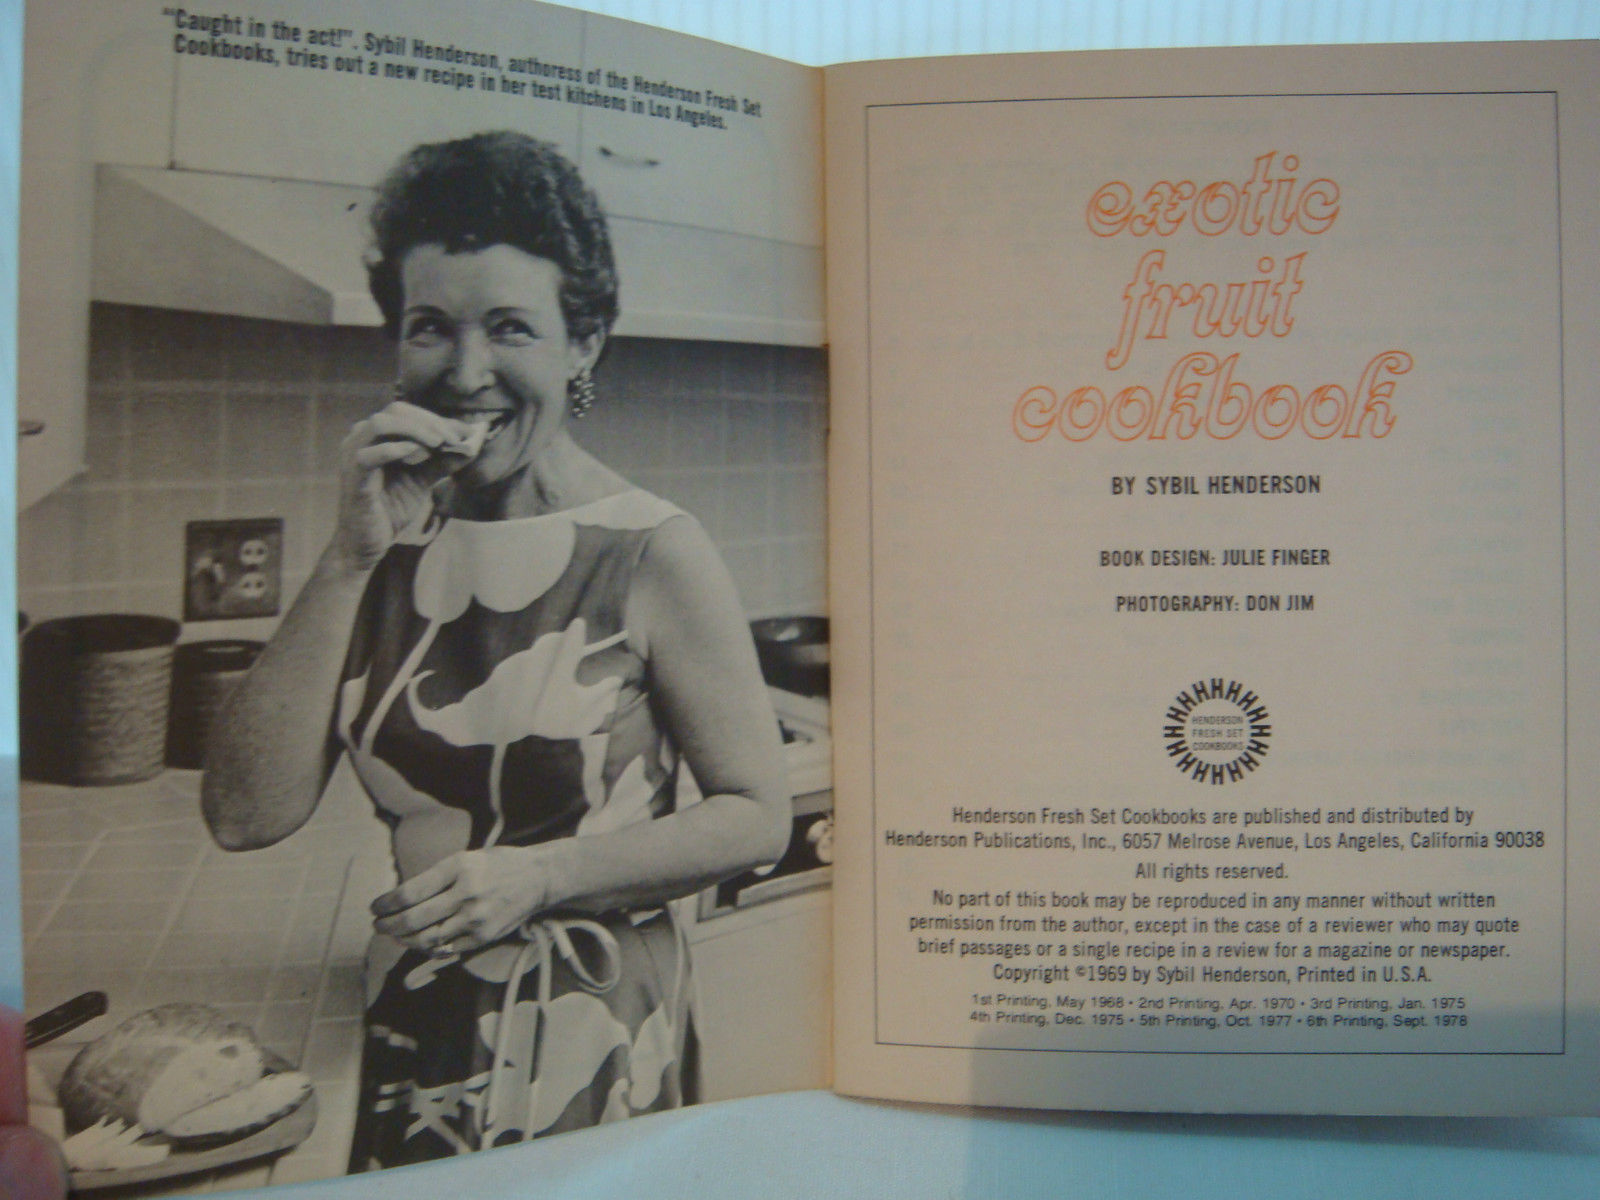 "Caught in the act!". Sybil Henderson, authoress of the Henderson Fresh Set
Cookbooks, tries out a new recipe in her test kitchens in Los Angeles.
exotic
fruit
cookbook
BY SYBIL HENDERSON
BOOK DESIGN: JULIE FINGER
PHOTOGRAPHY: DON JIM
HENDERSON
FRESH SET
COOKBOOKS
Henderson Fresh Set Cookbooks are published and distributed by
Henderson Publications, Inc., 6057 Melrose Avenue, Los Angeles, California 90038
All rights reserved.
No part of this book may be reproduced in any manner without written
permission from the author, except in the case of a reviewer who may quote
brief passages or a single recipe in a review for a magazine or newspaper.
Copyright ©1969 by Sybil Henderson, Printed in U.S.A.
1st Printing, May 1968 • 2nd Printing, Apr. 1970 • 3rd Printing, Jan. 1975
4th Printing, Dec. 1975 • 5th Printing, Oct. 1977 • 6th Printing, Sept. 1978